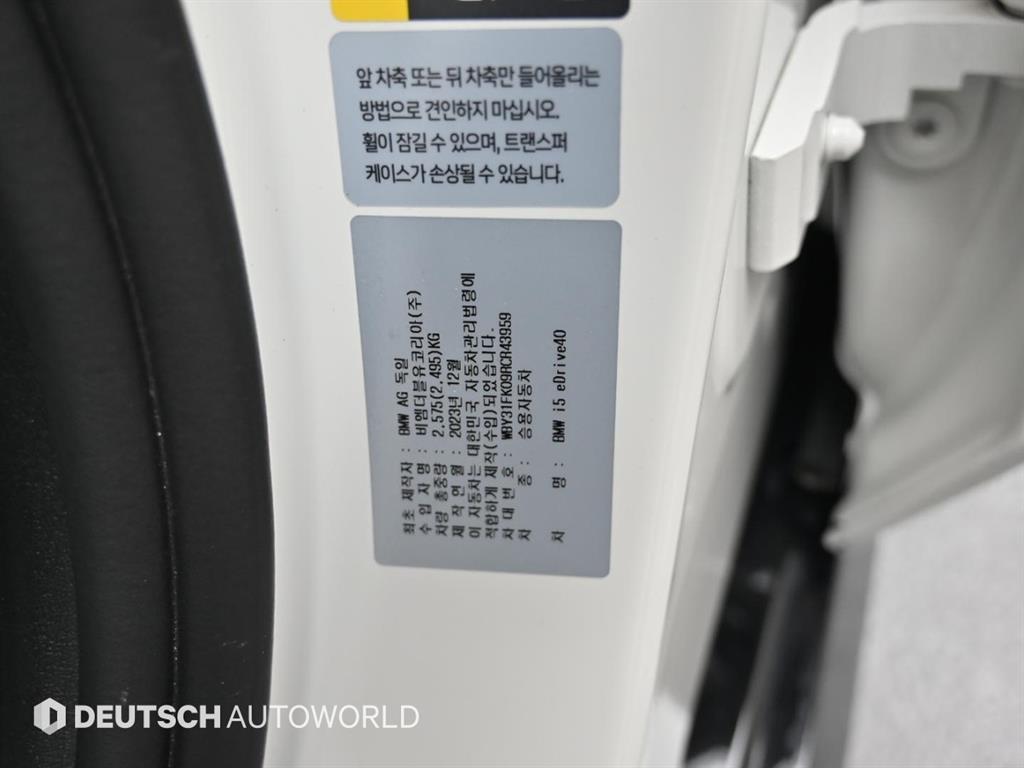 앞 차축 또는 뒤 차축만 들어올리는
방법으로 견인하지 마십시오.
휠이 잠길 수 있으며, 트랜스퍼
케이스가 손상될 수 있습니다.
최초 제작자 : BMW AG 독일
수 입 자 명 : 비엠더블유코리아(주)
차량 총중량 : 2,575(2,495)KG
제 작 연 월 : 2023년 12월
이 자동차는 대한민국 자동차관리법령에
적합하게 제작(수입)되었습니다.
차 대 번 호 : WBY31FK09RCR43959
차 종 : 승용자동차
차 명 : BMW i5 eDrive40
DEUTSCH AUTOWORLD